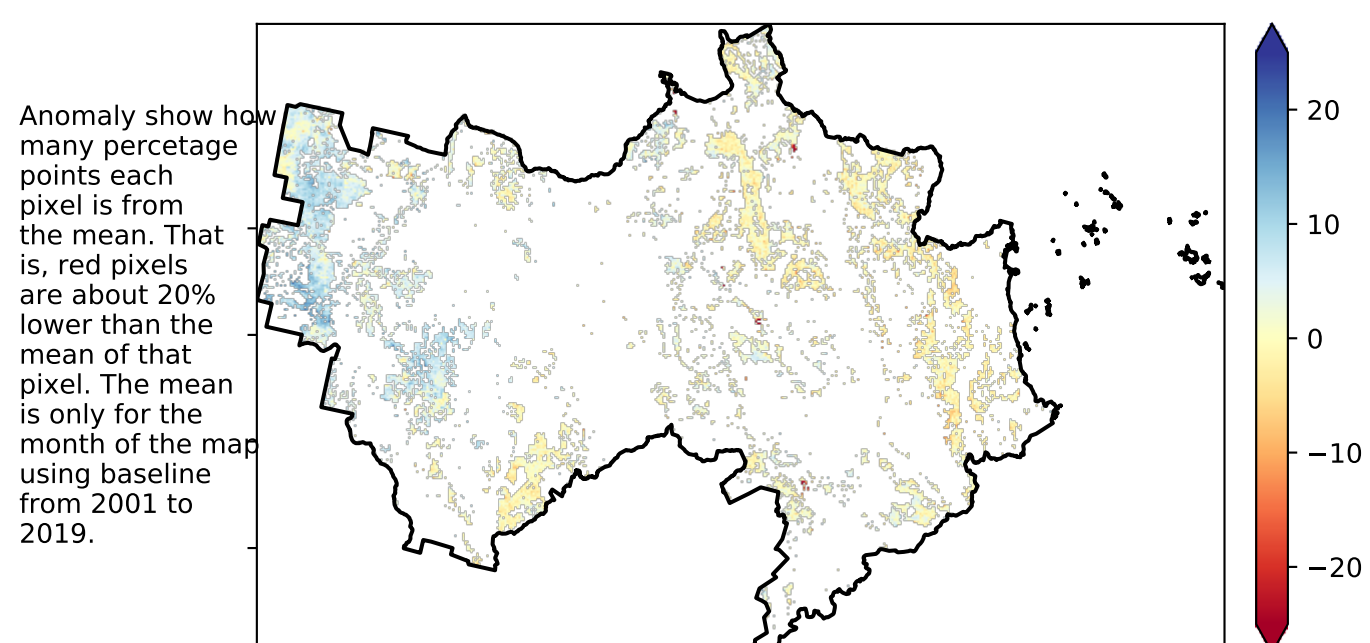 Anomaly show how
many percetage
points each
pixel is from
the mean. That
is, red pixels
are about 20%
lower than the
mean of that
pixel. The mean
is only for the
month of the map
using baseline
from 2001 to
2019.
20
10
0
−10
−20